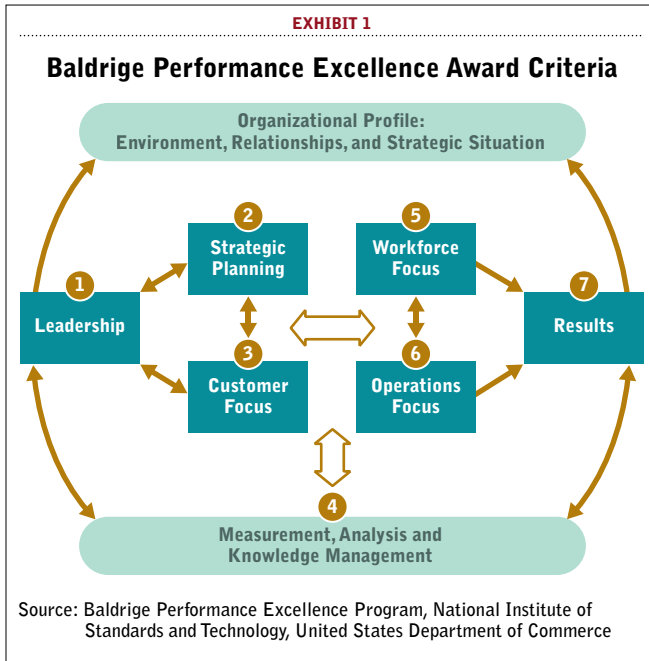 EXHIBIT 1
Baldrige Performance Excellence Award Criteria
Organizational Profile:
Environment, Relationships, and Strategic Situation
1
Leadership
2
Strategic
Planning
3
Customer
Focus
5
Workforce
Focus
6
Operations
Focus
7
Results
4
Measurement, Analysis and
Knowledge Management
Source: Baldrige Performance Excellence Program, National Institute of
Standards and Technology, United States Department of Commerce